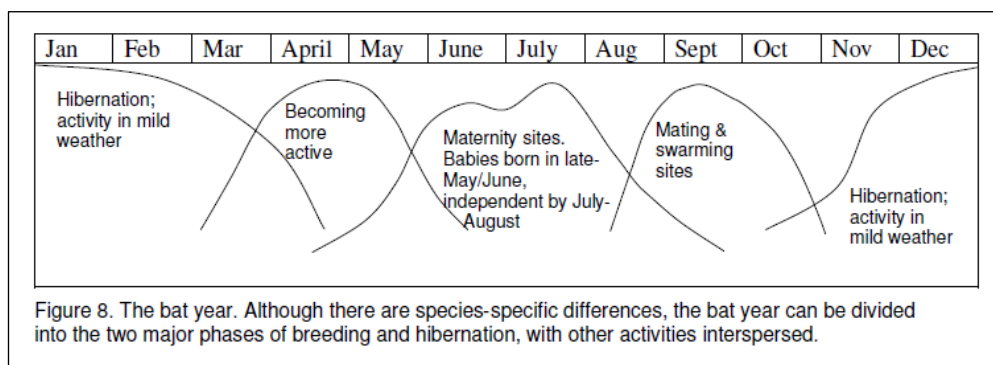 Jan Feb Mar April May June July Aug Sept Oct Nov Dec
Hibernation;
activity in mild
weather
Becoming
more
active
Maternity sites.
Babies born in late-
May/June,
independent by July-
August
Mating &
swarming
sites
Hibernation;
activity in
mild weather
Figure 8. The bat year. Although there are species-specific differences, the bat year can be divided
into the two major phases of breeding and hibernation, with other activities interspersed.